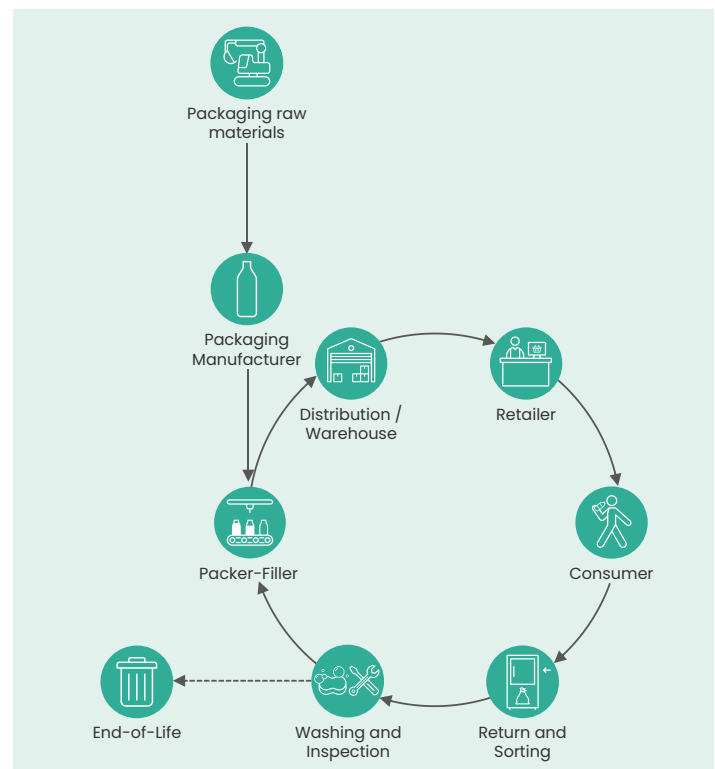 Packaging raw
materials
Packaging
Manufacturer
Distribution /
Warehouse
Retailer
Packer-Filler
Consumer
End-of-Life
Washing and
Inspection
Return and
Sorting